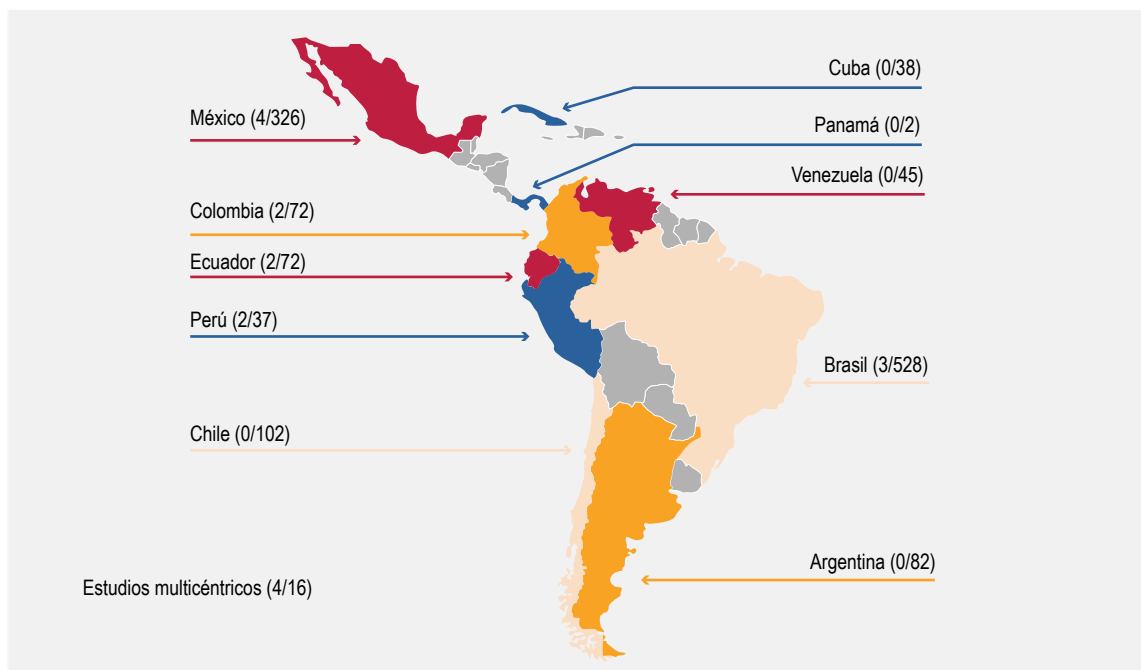 Cuba (0/38)
México (4/326)
Panamá (0/2)
Venezuela (0/45)
Colombia (2/72)
Ecuador (2/72)
Perú (2/37)
Brasil (3/528)
Chile (0/102)
Argentina (0/82)
Estudios multicéntricos (4/16)